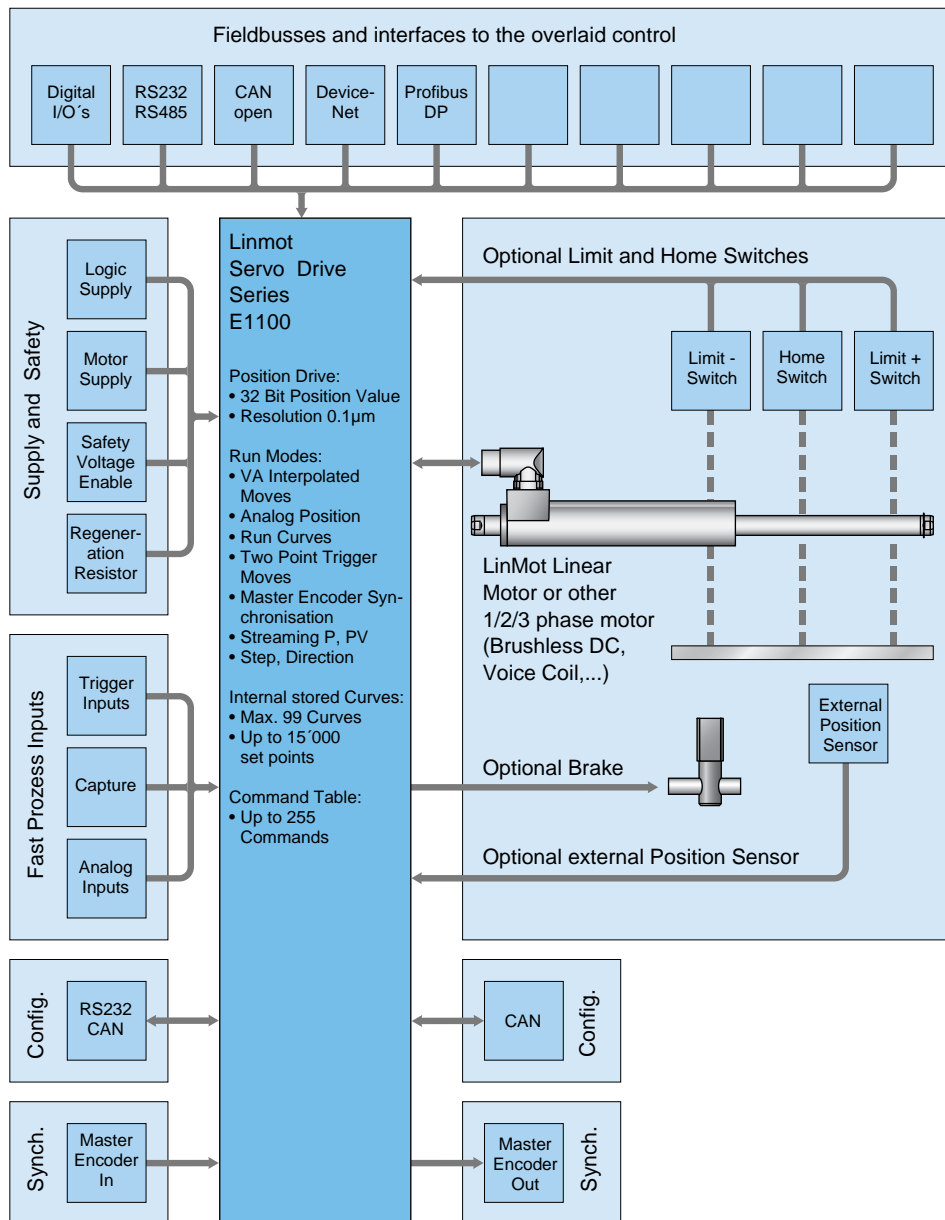 Fieldbusses and interfaces to the overlaid control
Digital
I/O´s
RS232
RS485
CAN
open
Device-
Net
Profibus
DP
Supply and Safety
Logic
Supply
Motor
Supply
Safety
Voltage
Enable
Regener-
ation
Resistor
Fast Prozess Inputs
Trigger
Inputs
Capture
Analog
Inputs
Config.
RS232
CAN
Synch.
Master
Encoder
In
Linmot
Servo Drive
Series
E1100
Position Drive:
• 32 Bit Position Value
• Resolution 0.1µm
Run Modes:
• VA Interpolated
Moves
• Analog Position
• Run Curves
• Two Point Trigger
Moves
• Master Encoder Syn-
chronisation
• Streaming P, PV
• Step, Direction
Internal stored Curves:
• Max. 99 Curves
• Up to 15´000
set points
Command Table:
• Up to 255
Commands
Optional Limit and Home Switches
Limit -
Switch
Home
Switch
Limit +
Switch
LinMot Linear
Motor or other
1/2/3 phase motor
(Brushless DC,
Voice Coil,...)
External
Position
Sensor
Optional Brake
Optional external Position Sensor
CAN
Config.
Master
Encoder
Out
Synch.